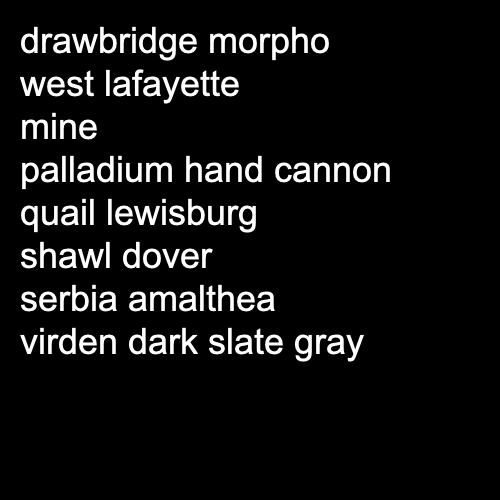 drawbridge morpho
west lafayette
mine
palladium hand cannon
quail lewisburg
shawl dover
serbia amalthea
virden dark slate gray